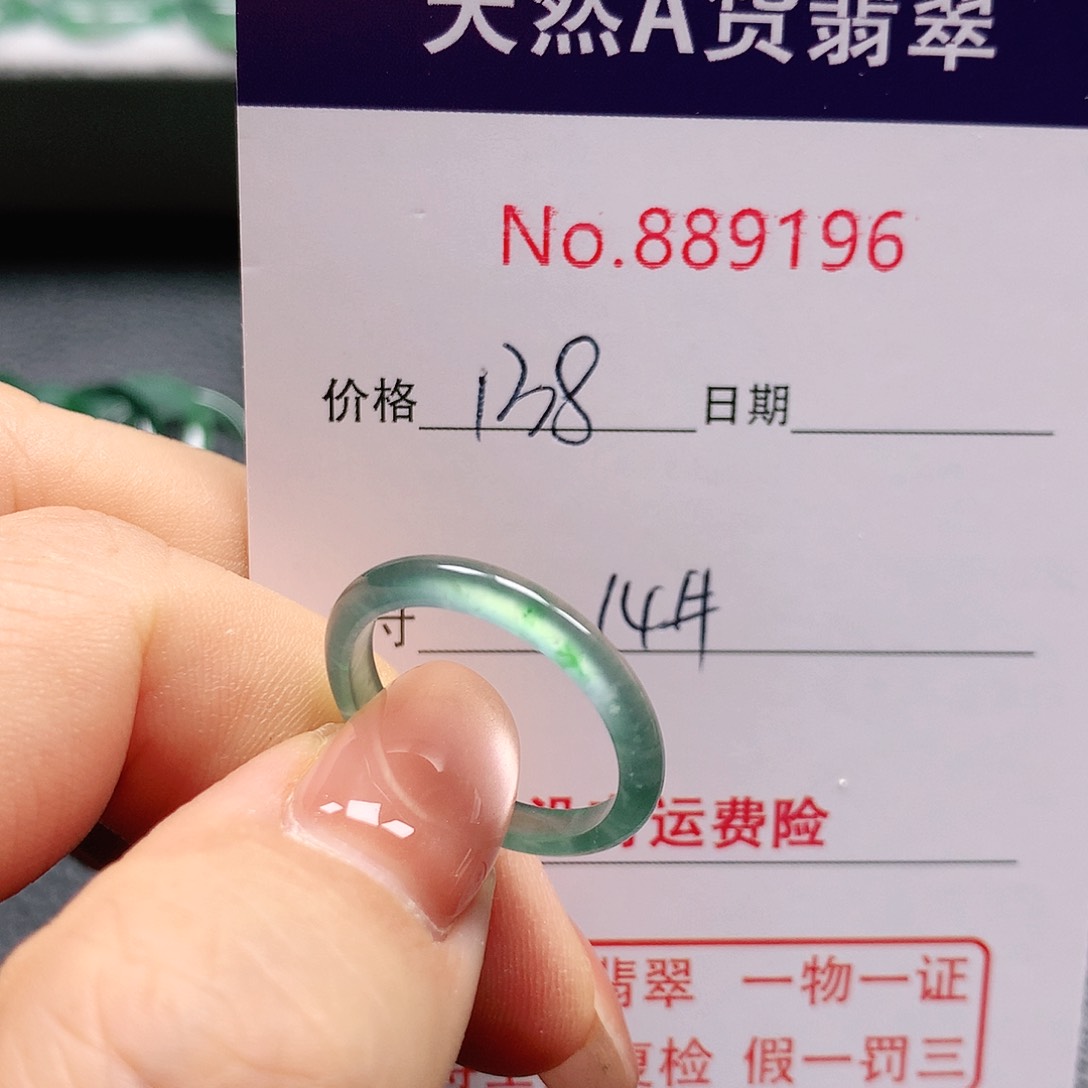 天然A货翡翠
No.889196
价格 138 日期
寸 14#
运费险
翡翠 一物一证
复检 假一罚三